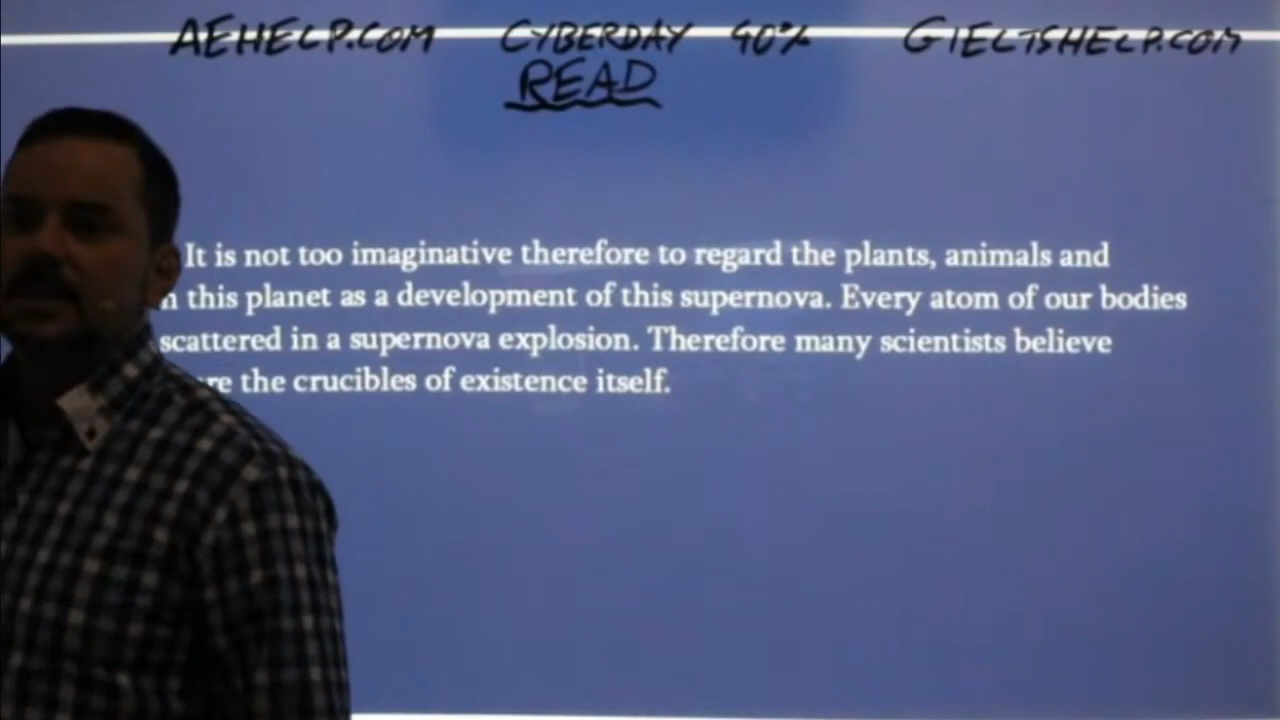 AEHELP.COM CYBERDAY 40% GIELTSHELP.COM
READ
It is not too imaginative therefore to regard the plants, animals and
this planet as a development of this supernova. Every atom of our bodies
scattered in a supernova explosion. Therefore many scientists believe
the crucibles of existence itself.